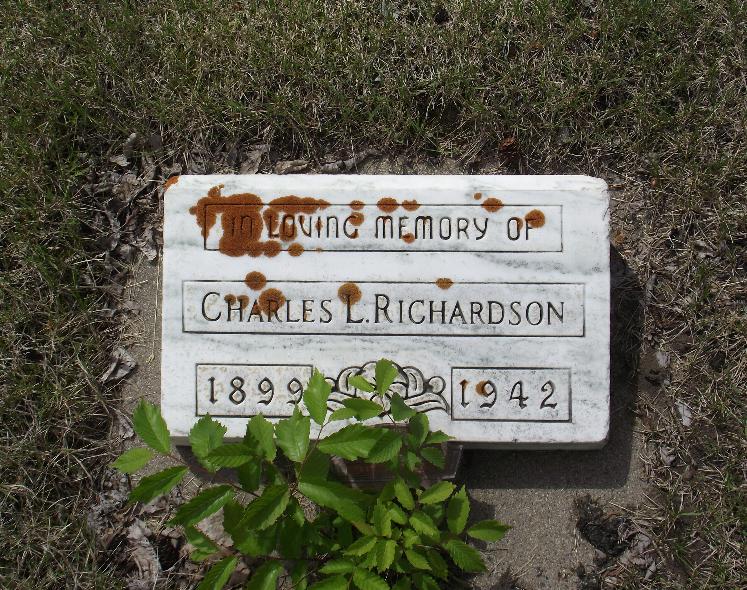 IN LOVING MEMORY OF
CHARLES L. RICHARDSON
1899 1942